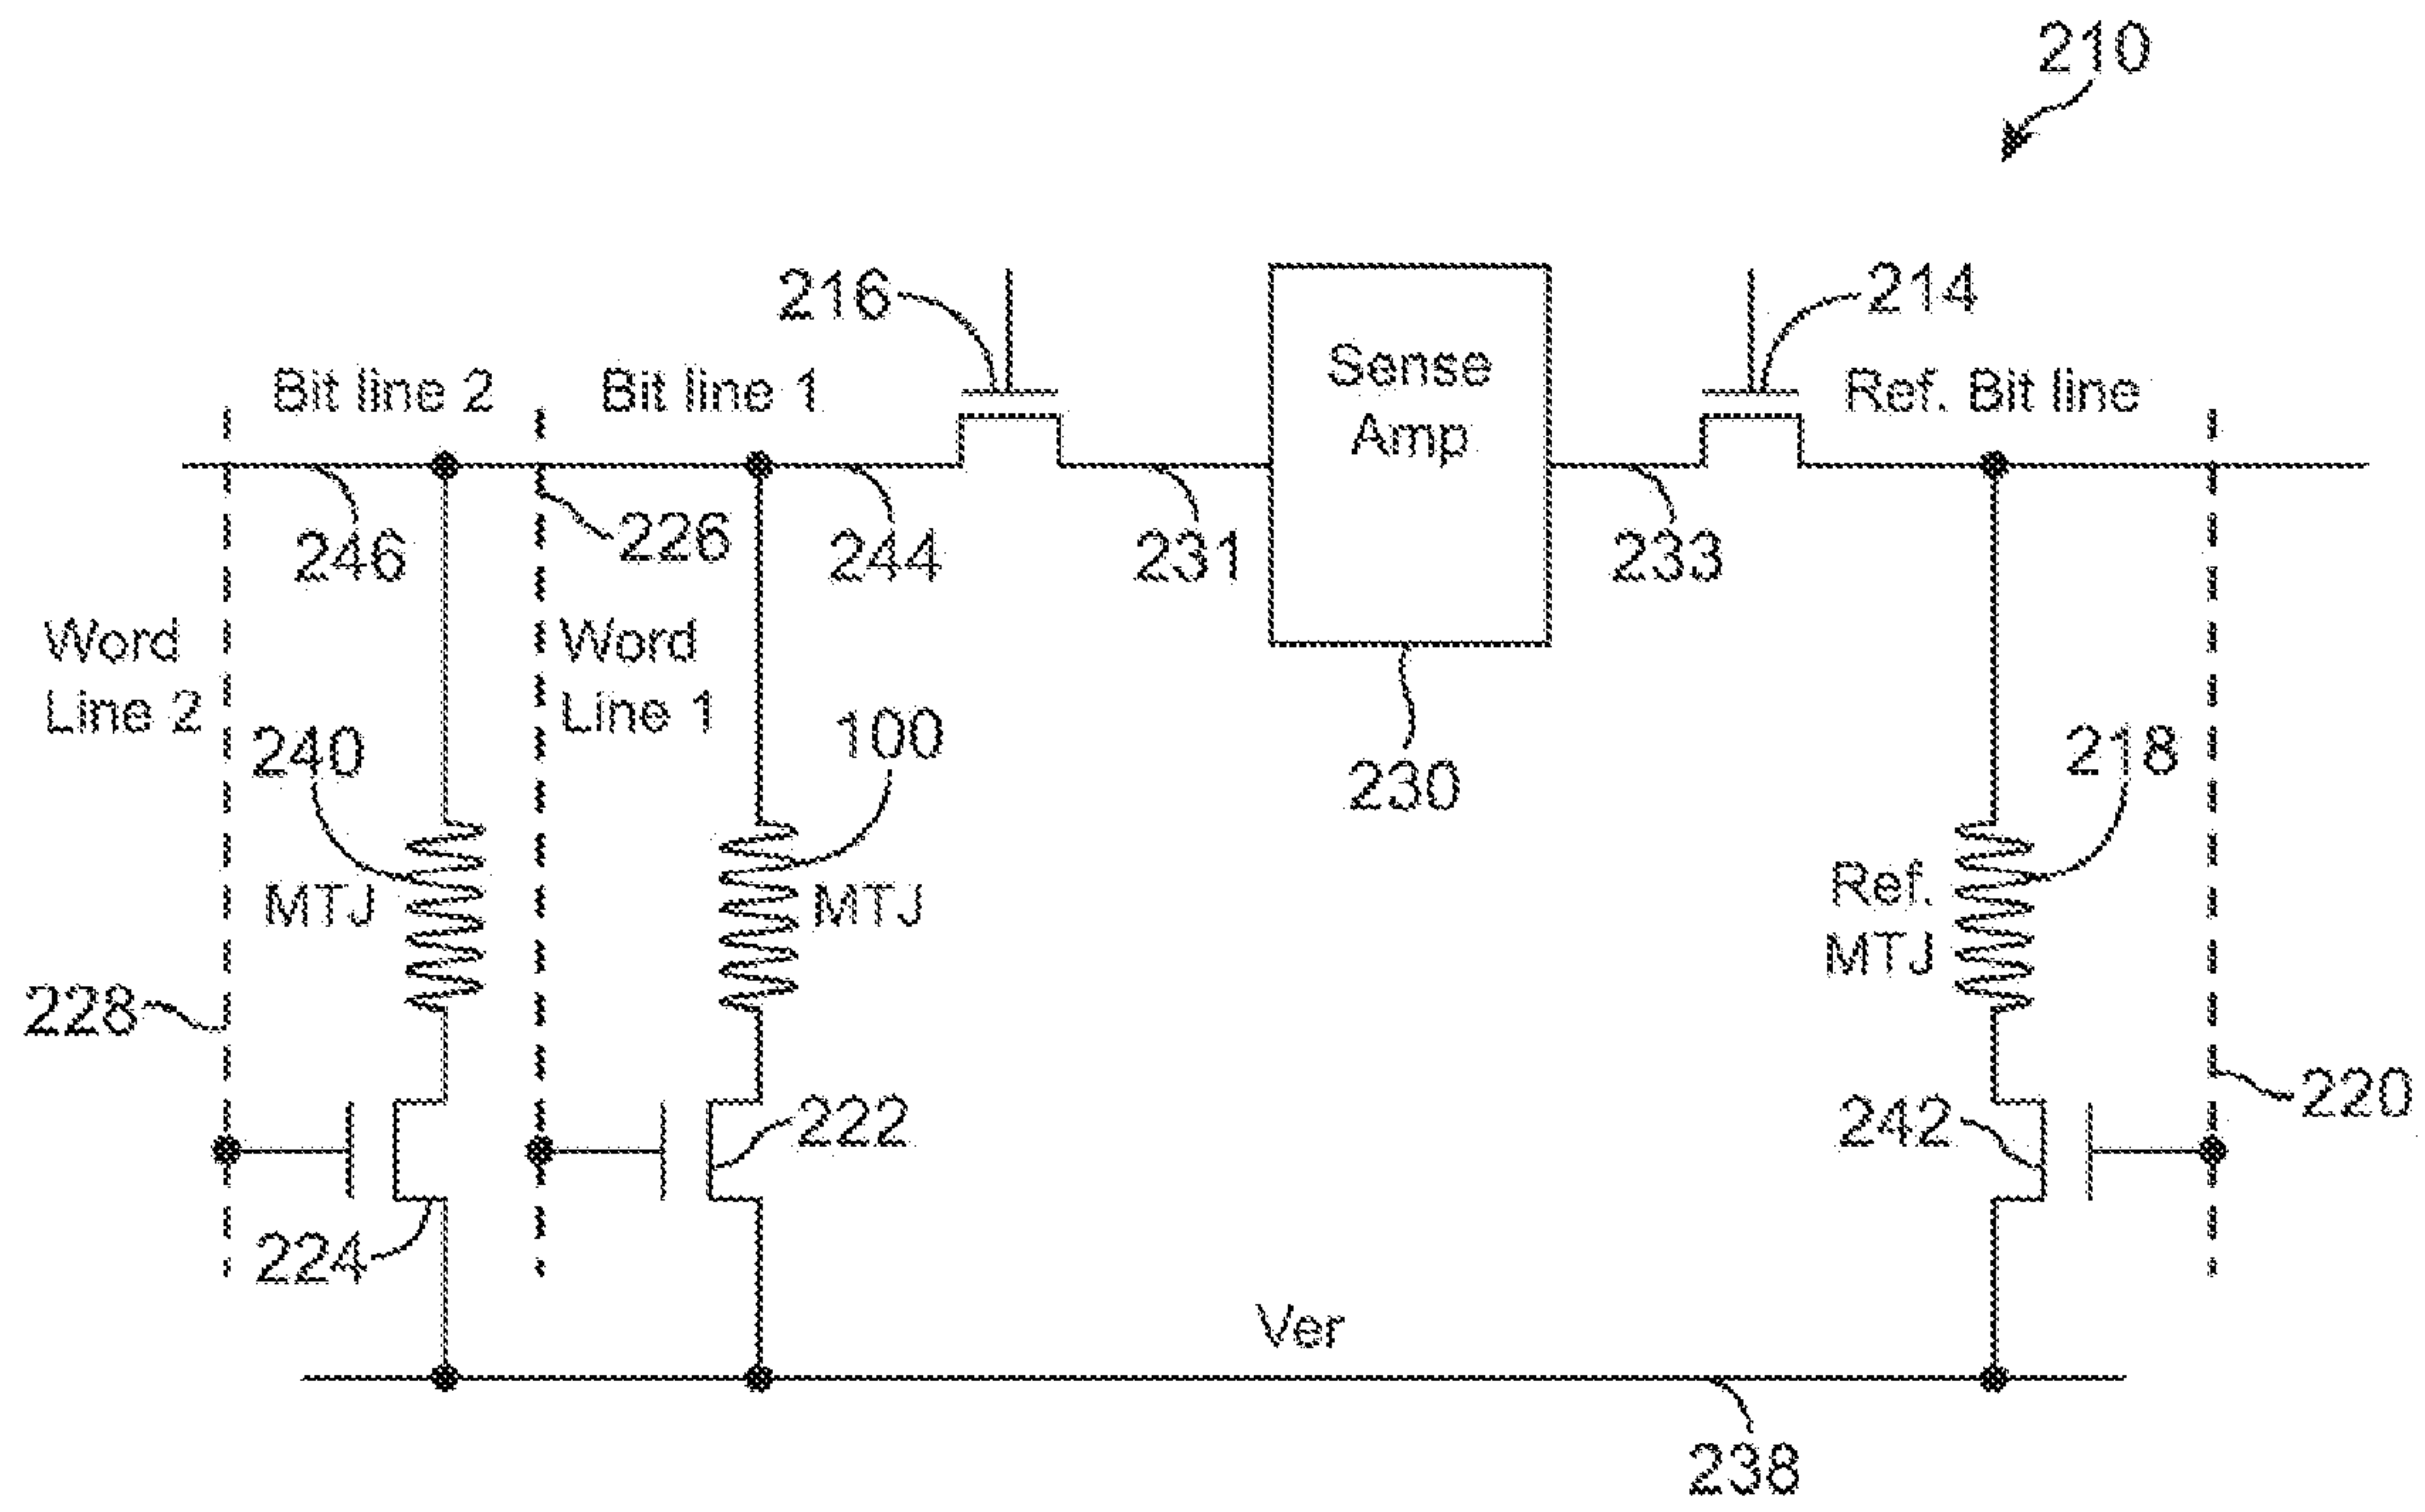 210
216
214
Sense
Amp
Bit line 2
Bit line 1
Ref. Bit line
246
226
244
231
233
Word
Line 2
Word
Line 1
240
100
230
218
MTJ
MTJ
Ref.
MTJ
228
220
222
242
224
Ver
238